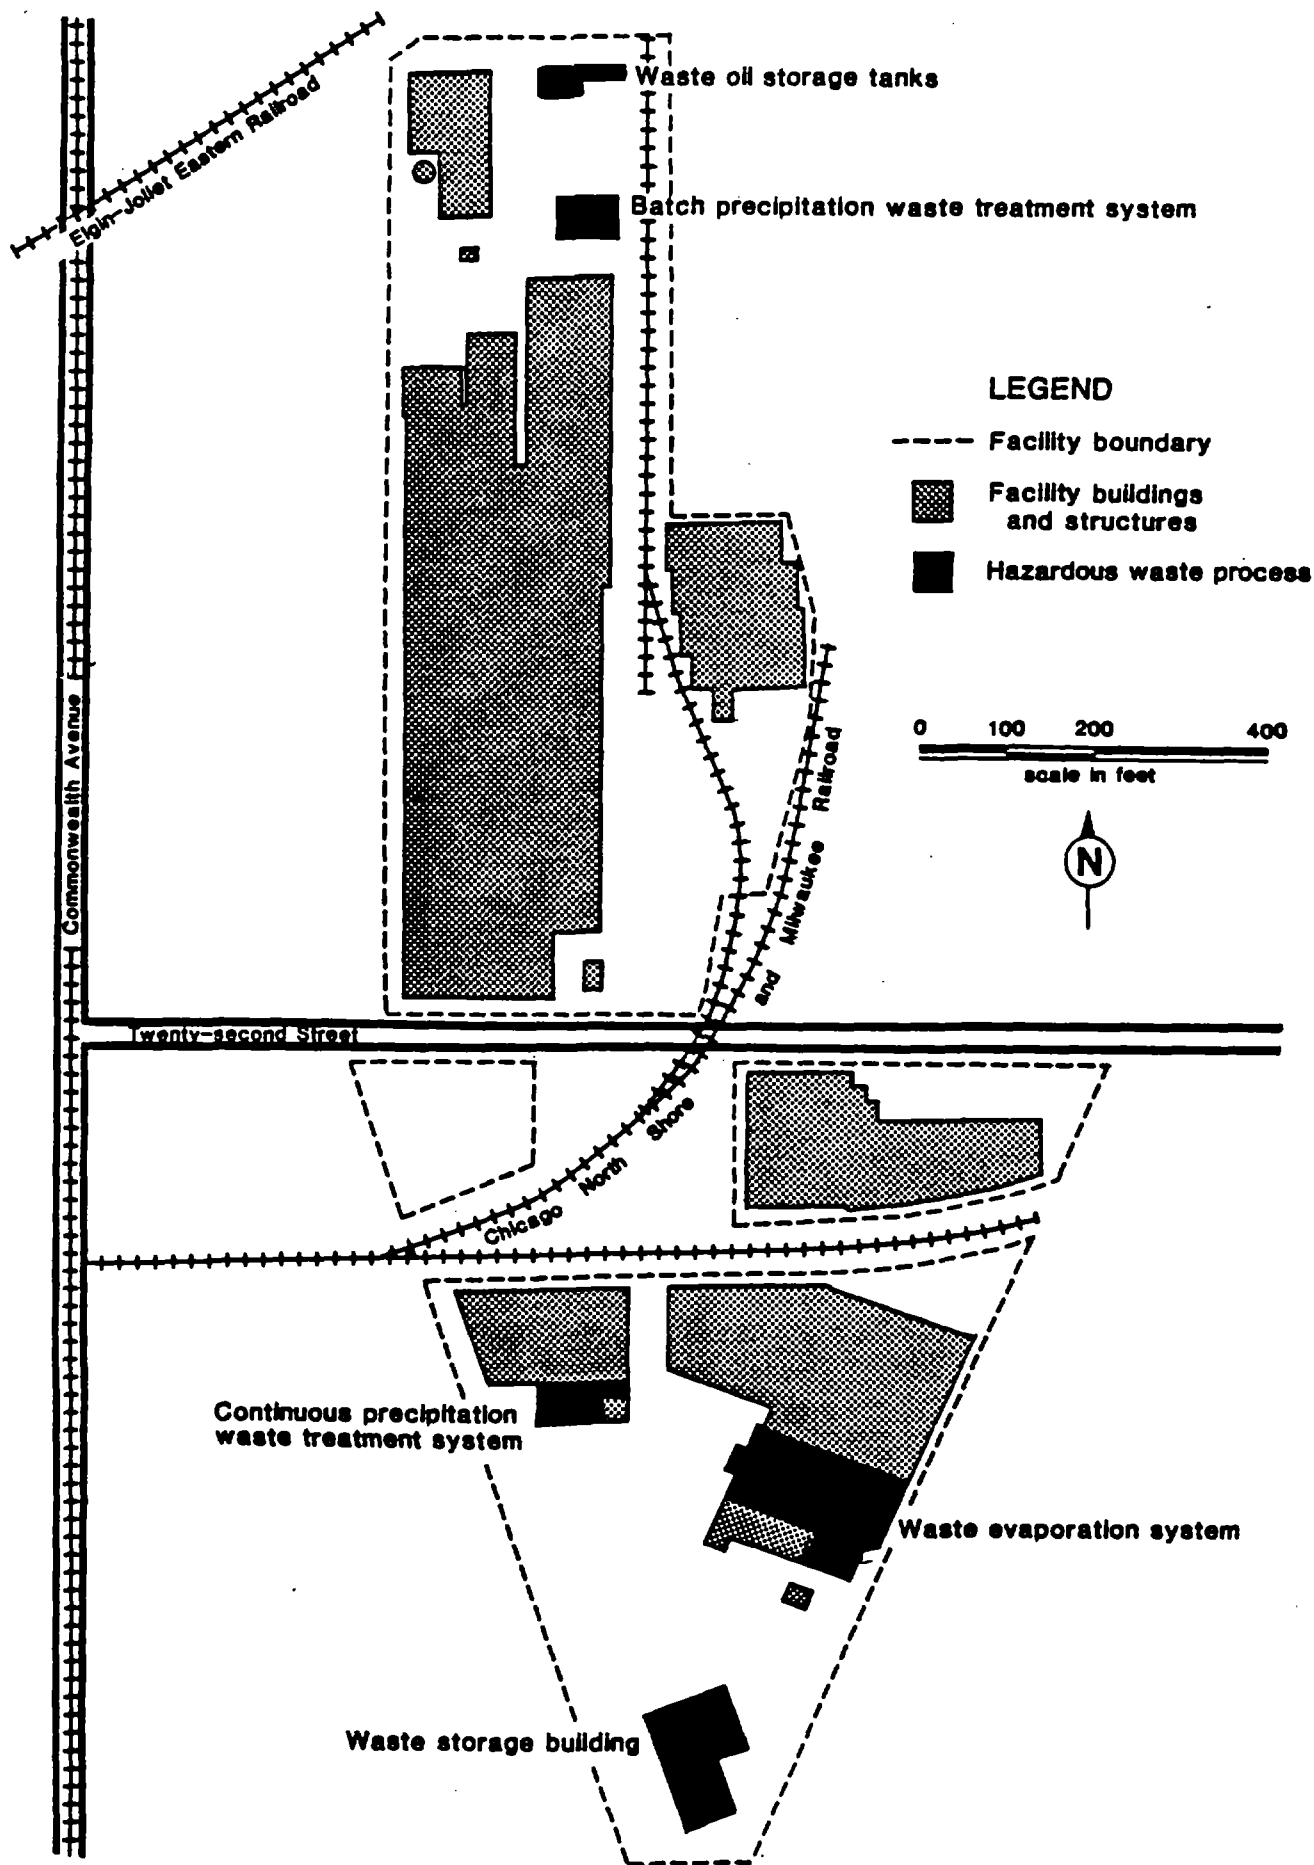 Waste oil storage tanks
Elgin-Joliet Eastern Railroad
Batch precipitation waste treatment system
LEGEND
Facility boundary
Facility buildings
and structures
Hazardous waste process
Commonwealth Avenue
0 100 200 400
scale in feet
N
Chicago North Shore and Milwaukee Railroad
Twenty-second Street
Continuous precipitation
waste treatment system
Waste evaporation system
Waste storage building